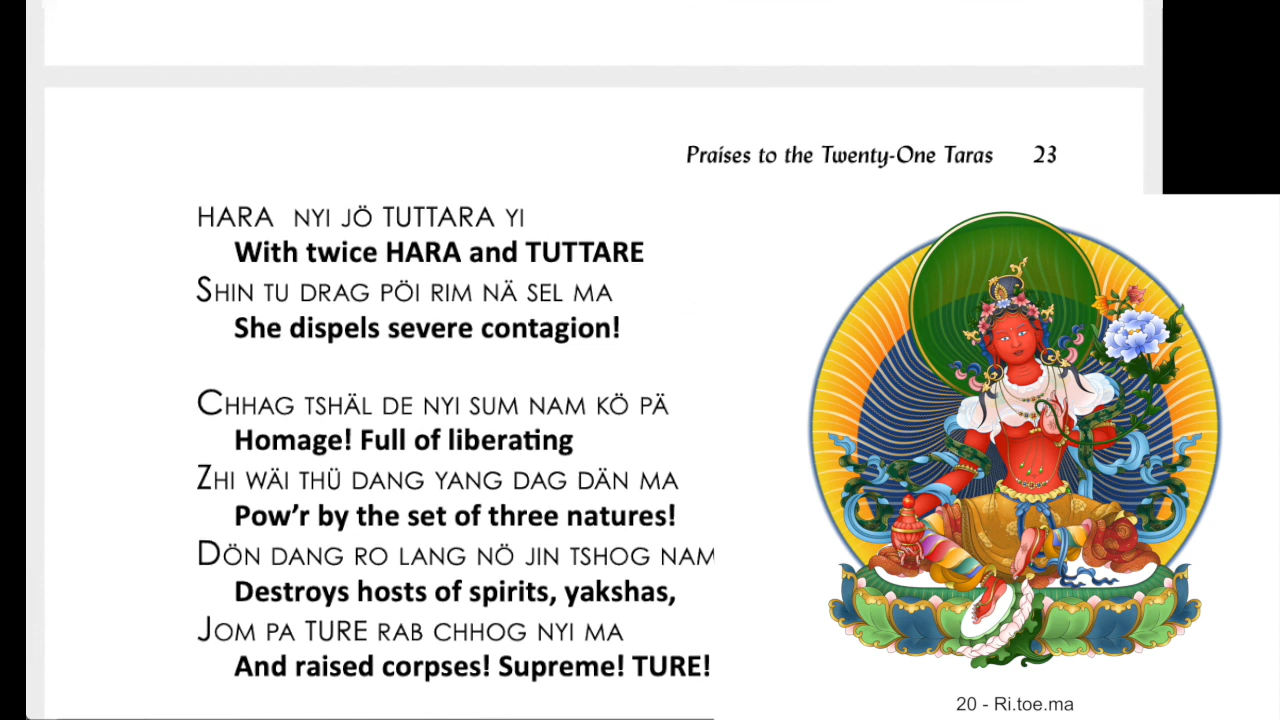 Praises to the Twenty-One Taras 23
HARA NYI JÖ TUTTARA YI
With twice HARA and TUTTARE
SHIN TU DRAG PÖI RIM NÄ SEL MA
She dispels severe contagion!
CHHAG TSHÄL DE NYI SUM NAM KÖ PÄ
Homage! Full of liberating
ZHI WÄI THÜ DANG YANG DAG DÄN MA
Pow’r by the set of three natures!
DÖN DANG RO LANG NÖ JIN TSHOG NAM
Destroys hosts of spirits, yakshas,
JOM PA TURE RAB CHHOG NYI MA
And raised corpses! Supreme! TURE!
20 - Ri.toe.ma